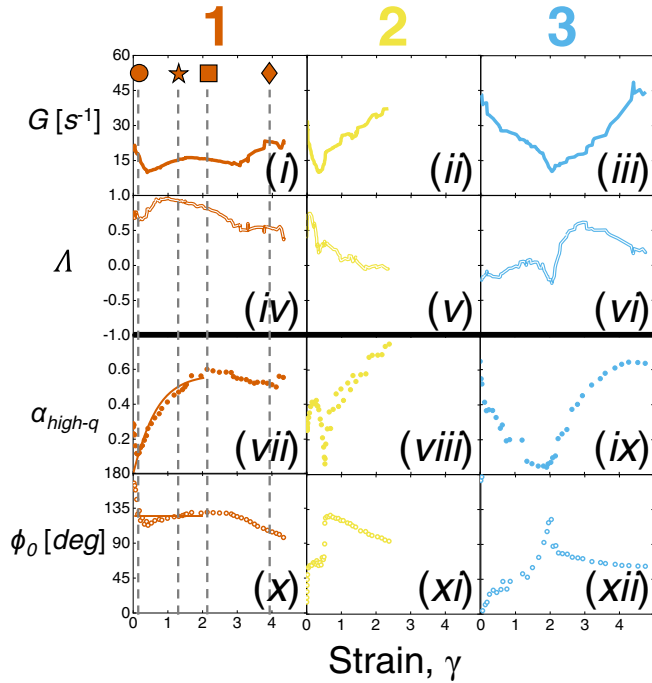 1 2 3
G [s⁻¹]
60
45
30
15
(i) (ii) (iii)
Λ
1.0
0.5
0.0
-0.5
-1.0
(iv) (v) (vi)
α high-q
0.6
0.4
0.2
(vii) (viii) (ix)
ϕ₀ [deg]
180
135
90
45
0
(x) (xi) (xii)
0 1 2 3 4 0 1 2 3 4 0 1 2 3 4
Strain, γ